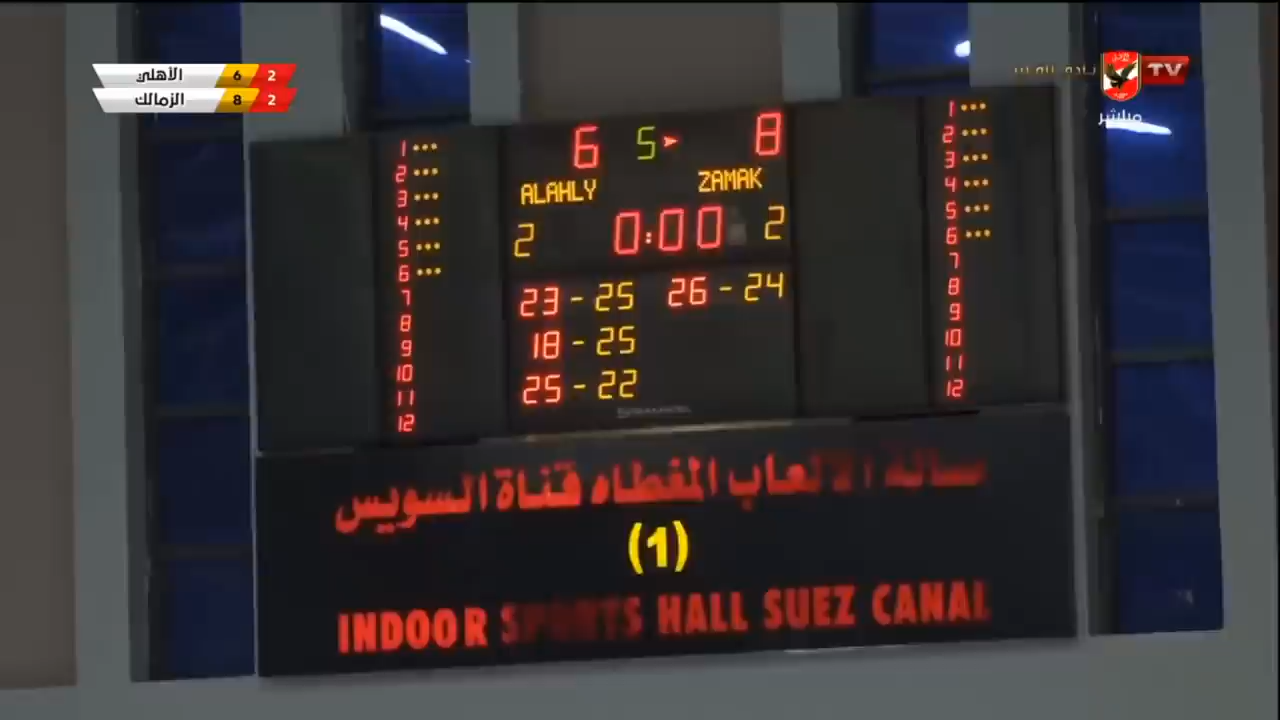 الأهلي 6 2
الزمالك 8 2
TV
مباشر
6 5 8
ALAHLY ZAMAK
2 0:00 2
23 - 25 26 - 24
18 - 25
25 - 22
1
2
3
4
5
6
7
8
9
10
11
12
1
2
3
4
5
6
7
8
9
10
11
12
صالة الالعاب المغطاه قناة السويس
(1)
INDOOR SPORTS HALL SUEZ CANAL